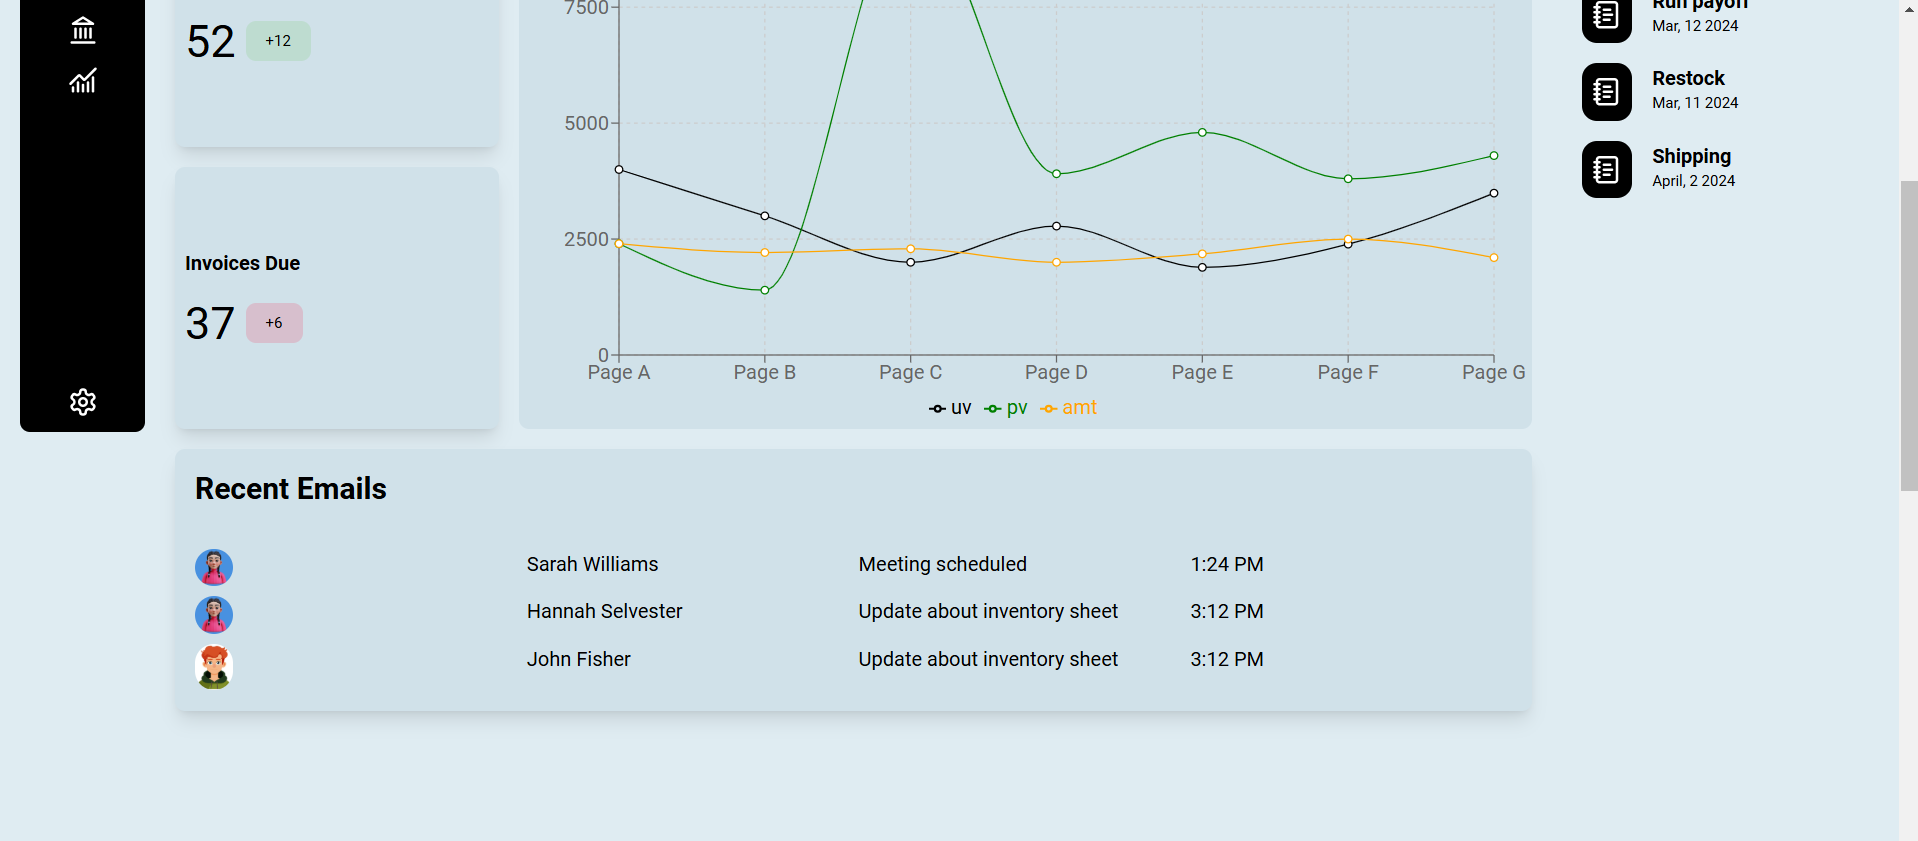 52
+12
Invoices Due
37
+6
7500
5000
2500
0
Page A
Page B
Page C
Page D
Page E
Page F
Page G
uv
pv
amt
Run payoff
Mar, 12 2024
Restock
Mar, 11 2024
Shipping
April, 2 2024
Recent Emails
Sarah Williams Meeting scheduled 1:24 PM
Hannah Selvester Update about inventory sheet 3:12 PM
John Fisher Update about inventory sheet 3:12 PM